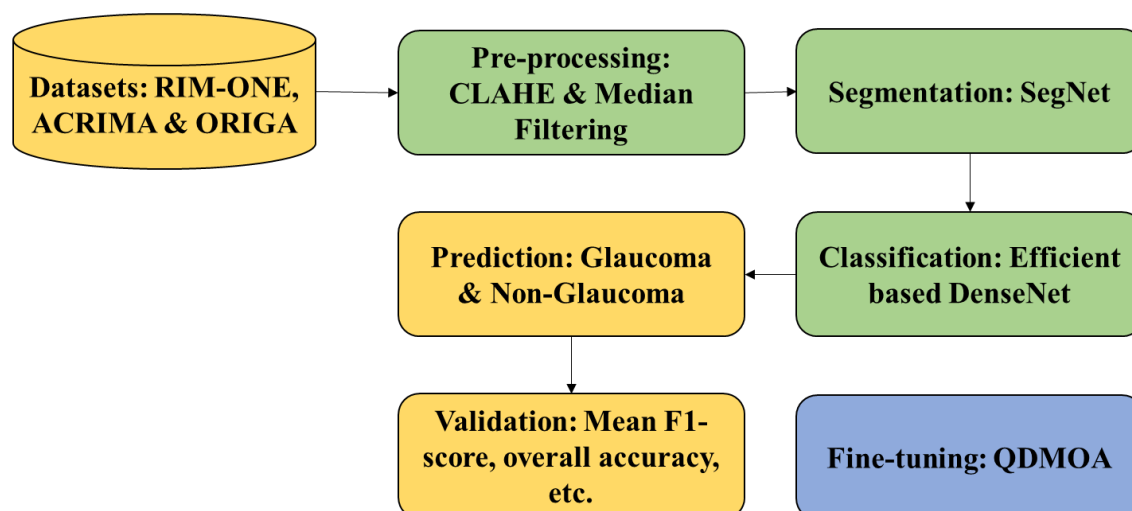 Datasets: RIM-ONE,
ACRIMA & ORIGA
Pre-processing:
CLAHE & Median
Filtering
Segmentation: SegNet
Prediction: Glaucoma
& Non-Glaucoma
Classification: Efficient
based DenseNet
Validation: Mean F1-
score, overall accuracy,
etc.
Fine-tuning: QDMOA